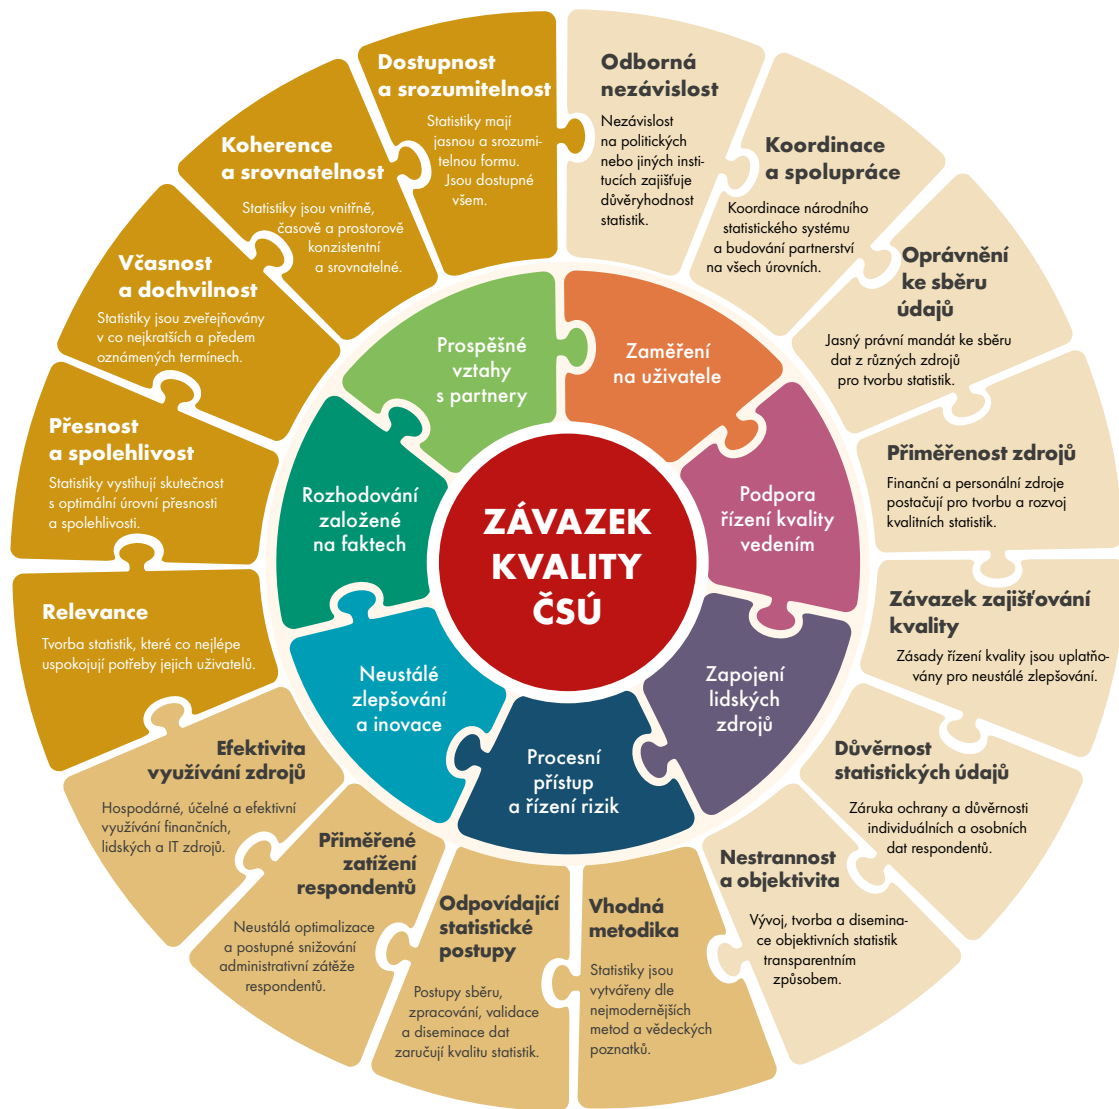 Dostupnost
a srozumitelnost
Statistiky mají
jasnou a srozumi-
telnou formu.
Jsou dostupné
všem.
Odborná
nezávislost
Nezávislost
na politických
nebo jiných insti-
tucích zajišťuje
důvěryhodnost
statistik.
Koordinace
a spolupráce
Koordinace národního
statistického systému
a budování partnerství
na všech úrovních.
Oprávnění
ke sběru
údajů
Jasný právní mandát ke sběru
dat z různých zdrojů
pro tvorbu statistik.
Přiměřenost zdrojů
Finanční a personální zdroje
postačují pro tvorbu a rozvoj
kvalitních statistik.
Závazek zajišťování
kvality
Zásady řízení kvality jsou uplatňo-
vány pro neustálé zlepšování.
Důvěrnost
statistických údajů
Záruka ochrany a důvěrnosti
individuálních a osobních
dat respondentů.
Nestrannost
a objektivita
Vývoj, tvorba a disemina-
ce objektivních statistik
transparentním
způsobem.
Vhodná
metodika
Statistiky jsou
vytvářeny dle
nejmodernějších
metod a vědeckých
poznatků.
Odpovídající
statistické
postupy
Postupy sběru,
zpracování, validace
a diseminace dat
zaručují kvalitu statistik.
Přiměřené
zatížení
respondentů
Neustálá optimalizace
a postupné snižování
administrativní zátěže
respondentů.
Efektivita
využívání zdrojů
Hospodárné, účelné a efektivní
využívání finančních,
lidských a IT zdrojů.
Relevance
Tvorba statistik, které co nejlépe
uspokojují potřeby jejich uživatelů.
Přesnost
a spolehlivost
Statistiky vystihují skutečnost
s optimální úrovní přesnosti
a spolehlivosti.
Včasnost
a dochvilnost
Statistiky jsou zveřejňovány
v co nejkratších a předem
oznámených termínech.
Koherence
a srovnatelnost
Statistiky jsou vnitřně,
časově a prostorově
konzistentní
a srovnatelné.
Prospěšné
vztahy
s partnery
Zaměření
na uživatele
Podpora
řízení kvality
vedením
Zapojení
lidských
zdrojů
Procesní
přístup
a řízení rizik
Neustálé
zlepšování
a inovace
Rozhodování
založené
na faktech
ZÁVAZEK
KVALITY
ČSÚ